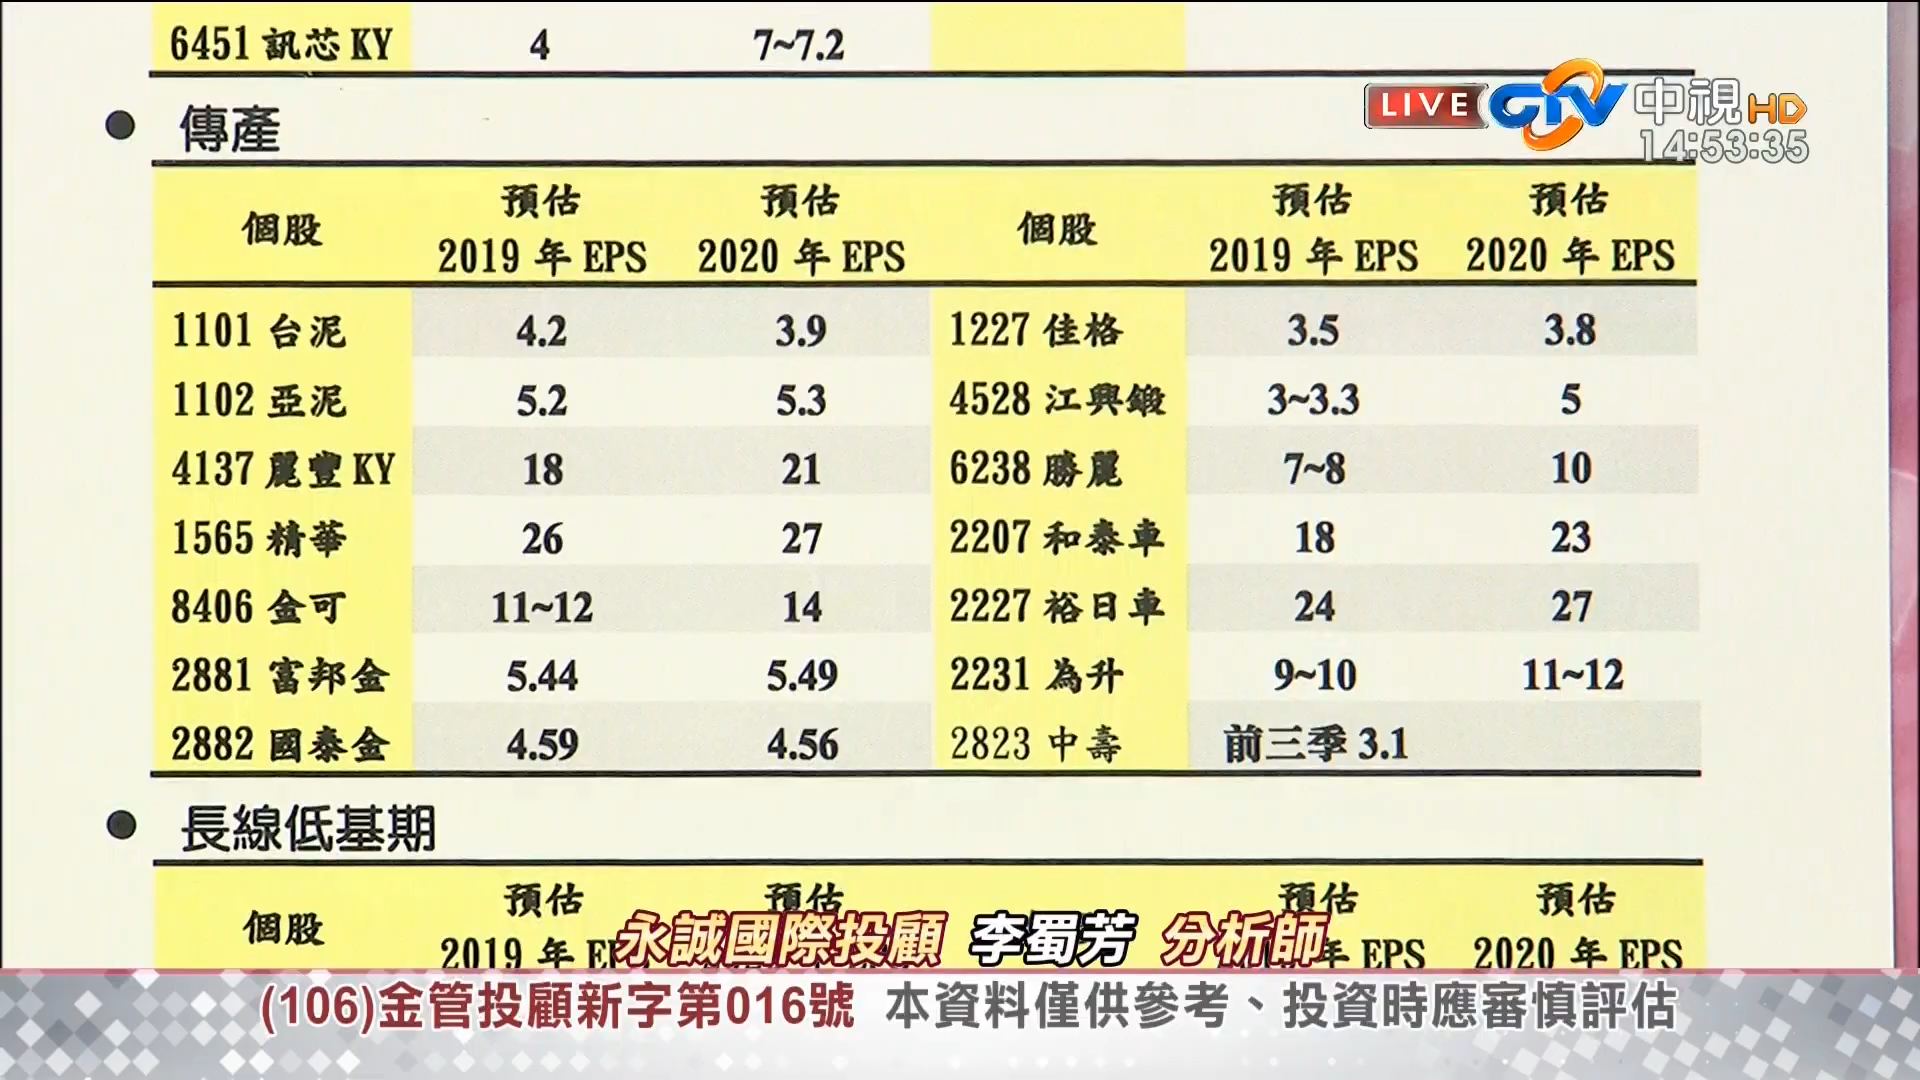 6451 訊芯 KY 4 7~7.2
LIVE CTV 中視 HD
14:53:35
● 傳產
個股 預估 2019 年 EPS 預估 2020 年 EPS 個股 預估 2019 年 EPS 預估 2020 年 EPS
1101 台泥 4.2 3.9 1227 佳格 3.5 3.8
1102 亞泥 5.2 5.3 4528 江興鍛 3~3.3 5
4137 麗豐 KY 18 21 6238 勝麗 7~8 10
1565 精華 26 27 2207 和泰車 18 23
8406 金可 11~12 14 2227 裕日車 24 27
2881 富邦金 5.44 5.49 2231 為升 9~10 11~12
2882 國泰金 4.59 4.56 2823 中壽 前三季 3.1
● 長線低基期
個股 預估 2019 年 預估 預估 年 EPS 預估 2020 年 EPS
永誠國際投顧 李蜀芳 分析師
(106)金管投顧新字第016號 本資料僅供參考、投資時應審慎評估